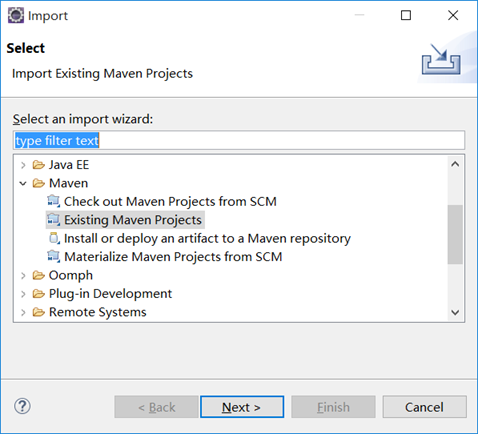 Import
Select
Import Existing Maven Projects
Select an import wizard:
type filter text
Java EE
Maven
Check out Maven Projects from SCM
Existing Maven Projects
Install or deploy an artifact to a Maven repository
Materialize Maven Projects from SCM
Oomph
Plug-in Development
Remote Systems
?
< Back
Next >
Finish
Cancel